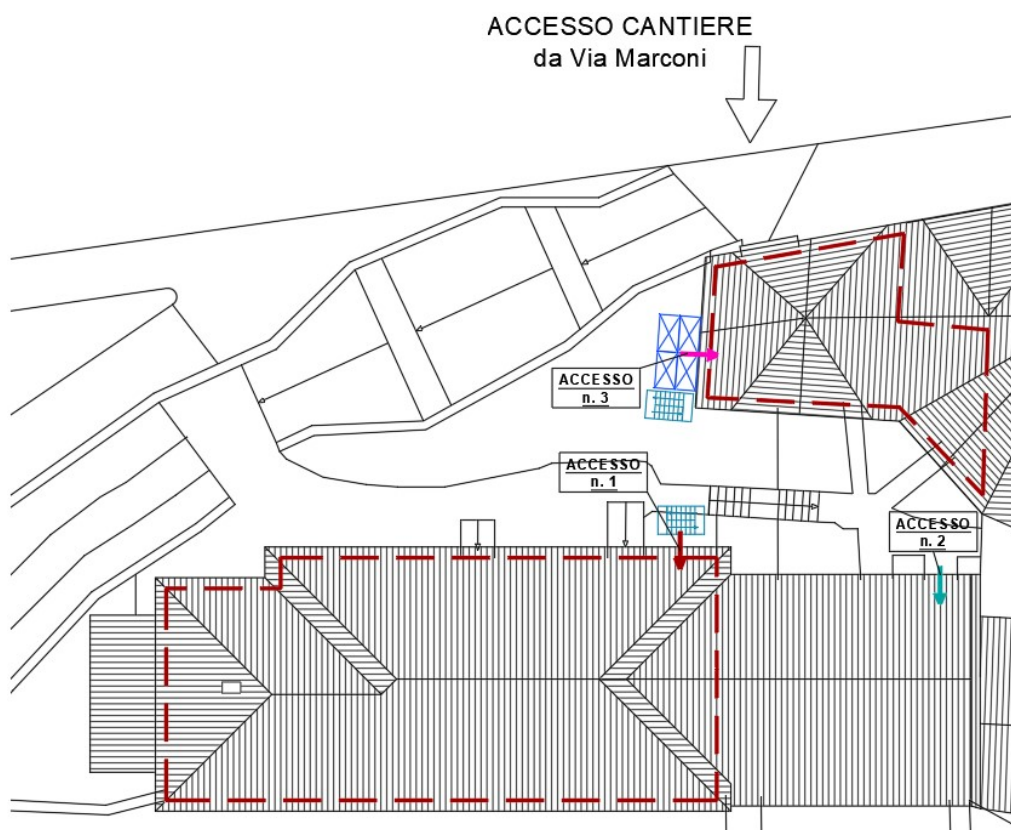 ACCESSO CANTIERE
da Via Marconi
ACCESSO
n. 3
ACCESSO
n. 1
ACCESSO
n. 2